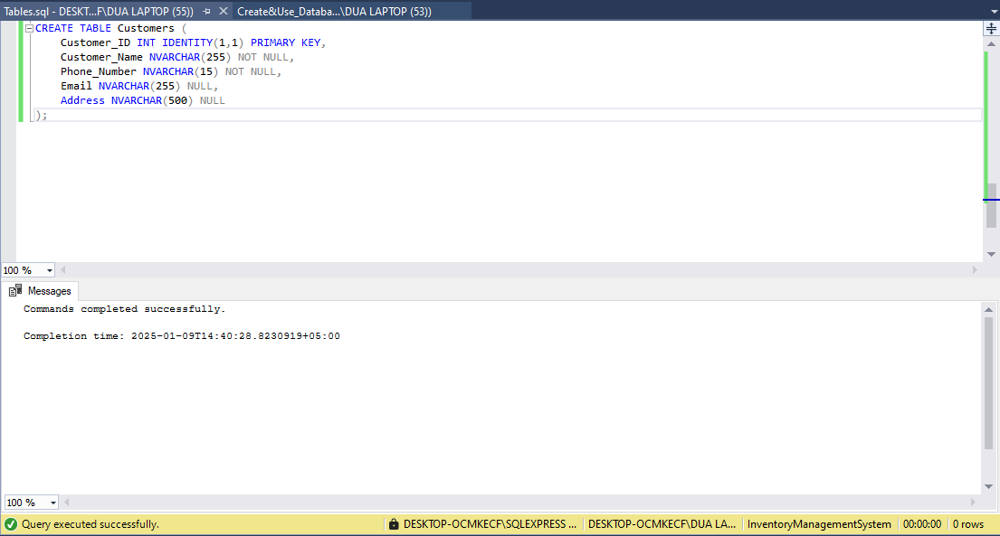 Tables.sql - DESKT...F\DUA LAPTOP (55)) Create&Use_Databa...\DUA LAPTOP (53))
CREATE TABLE Customers (
Customer_ID INT IDENTITY(1,1) PRIMARY KEY,
Customer_Name NVARCHAR(255) NOT NULL,
Phone_Number NVARCHAR(15) NOT NULL,
Email NVARCHAR(255) NULL,
Address NVARCHAR(500) NULL
);
100 %
Messages
Commands completed successfully.
Completion time: 2025-01-09T14:40:28.8230919+05:00
100 %
Query executed successfully. DESKTOP-OCMKECF\SQLEXPRESS ... DESKTOP-OCMKECF\DUA LA... InventoryManagementSystem 00:00:00 0 rows